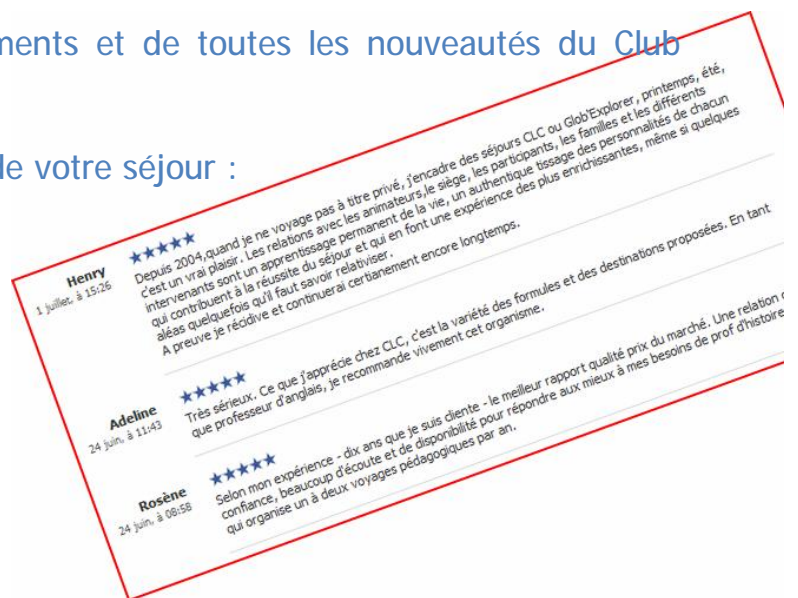 ments et de toutes les nouveautés du Club
le votre séjour :
Henry
1 juillet, à 15:26
★★★★★
Depuis 2004,quand je ne voyage pas à titre privé, j'encadre des séjours CLC ou Glob'Explorer, printemps, été,
c'est un vrai plaisir. Les relations avec les animateurs,le siège, les participants, les familles et les différents
intervenants sont un apprentissage permanent de la vie, un authentique tissage des personnalités de chacun
qui contribuent à la réussite du séjour et qui en font une expérience des plus enrichissantes, même si quelques
aléas quelquefois qu'il faut savoir relativiser.
A preuve je récidive et continuerai certianement encore longtemps.
Adeline
24 juin, à 11:43
★★★★★
Très sérieux. Ce que j'apprécie chez CLC, c'est la variété des formules et des destinations proposées. En tant
que professeur d'anglais, je recommande vivement cet organisme.
Rosène
24 juin, à 08:58
★★★★★
Selon mon expérience - dix ans que je suis cliente - le meilleur rapport qualité prix du marché. Une relation
confiance, beaucoup d'écoute et de disponibilité pour répondre aux mieux à mes besoins de prof d'histoire
qui organise un à deux voyages pédagogiques par an.